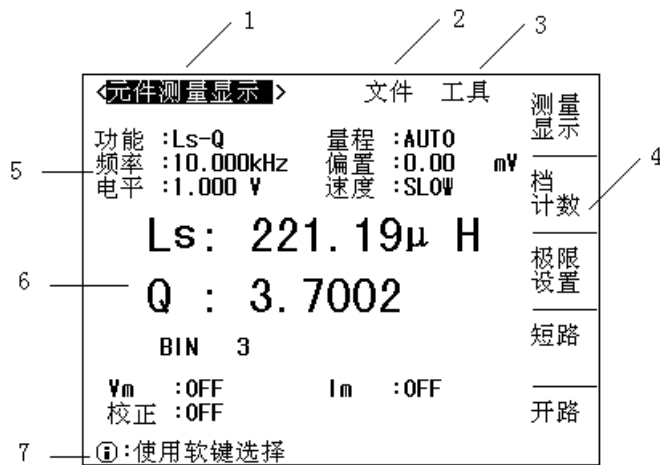 1 2 3
<元件测量显示> 文件 工具 测量
显示
功能 :Ls-Q 量程 :AUTO
5 频率 :10.000kHz 偏置 :0.00 mV 档 4
电平 :1.000 V 速度 :SLOW 计数
Ls: 221.19μ H
极限
设置
6 Q : 3.7002
BIN 3 短路
Vm :OFF Im :OFF
校正 :OFF 开路
7 ⓘ:使用软键选择